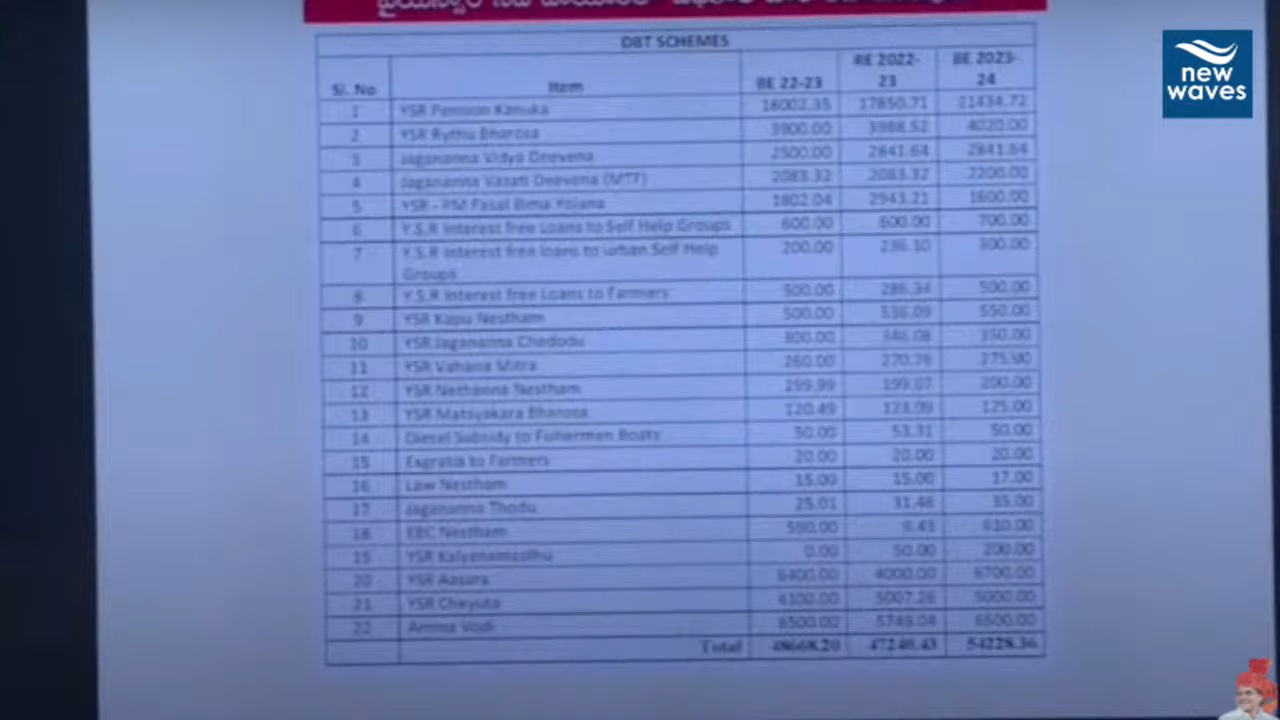 DBT SCHEMES
Sl. No Item BE 22-23 RE 2022-23 BE 2023-24
1 YSR Pension Kanuka 17850.71 21434.72
2 YSR Rythu Bharosa 3900.00 3988.52 4020.00
3 Jagananna Vidya Deevena 2500.00 2841.64 2841.64
4 Jagananna Vasati Deevena (MTF) 2083.32 2083.32 2200.00
5 YSR - PM Fasal Bima Yojana 1802.04 2943.21 1600.00
6 Y.S.R Interest free Loans to Self Help Groups 600.00 600.00 700.00
7 Y.S.R Interest free loans to urban Self Help 200.00 236.10 300.00
Groups
8 Y.S.R Interest free Loans to Farmers 500.00 286.34 500.00
9 YSR Kapu Nestham 500.00 536.09 550.00
10 YSR Jagananna Chedodu 300.00 346.08 350.00
11 YSR Vahana Mitra 260.00 270.76 275.00
12 YSR Nethanna Nestham 199.99 199.07 200.00
13 YSR Matsyakara Bharosa 120.49 125.00
14 Diesel Subsidy to Fishermen Boats 50.00 53.31 50.00
15 Exgratia to Farmers 20.00 20.00 20.00
16 Law Nestham 15.00 15.00 17.00
17 Jagananna Thodu 25.01 31.46 35.00
18 EBC Nestham 590.00 610.00
19 YSR Kalyanamasthu 0.00 50.00 200.00
20 YSR Aasara 6400.00 4000.00 6700.00
21 YSR Cheyuta 5007.26 5000.00
22 Amma Vodi 6500.00 5749.04 6500.00
Total 48668.20 54228.36
new
waves